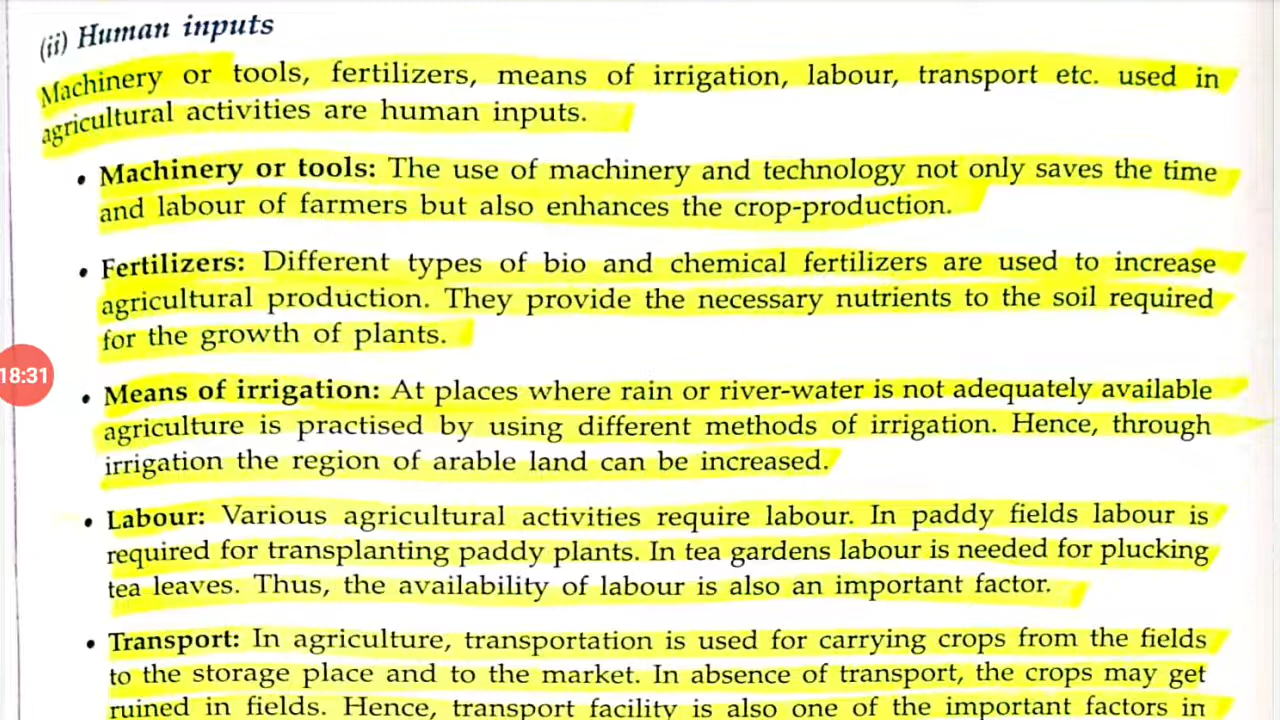 (ii) Human inputs
Machinery or tools, fertilizers, means of irrigation, labour, transport etc. used in
agricultural activities are human inputs.
• Machinery or tools: The use of machinery and technology not only saves the time
and labour of farmers but also enhances the crop-production.
• Fertilizers: Different types of bio and chemical fertilizers are used to increase
agricultural production. They provide the necessary nutrients to the soil required
for the growth of plants.
18:31
• Means of irrigation: At places where rain or river-water is not adequately available
agriculture is practised by using different methods of irrigation. Hence, through
irrigation the region of arable land can be increased.
• Labour: Various agricultural activities require labour. In paddy fields labour is
required for transplanting paddy plants. In tea gardens labour is needed for plucking
tea leaves. Thus, the availability of labour is also an important factor.
• Transport: In agriculture, transportation is used for carrying crops from the fields
to the storage place and to the market. In absence of transport, the crops may get
ruined in fields. Hence, transport facility is also one of the important factors in